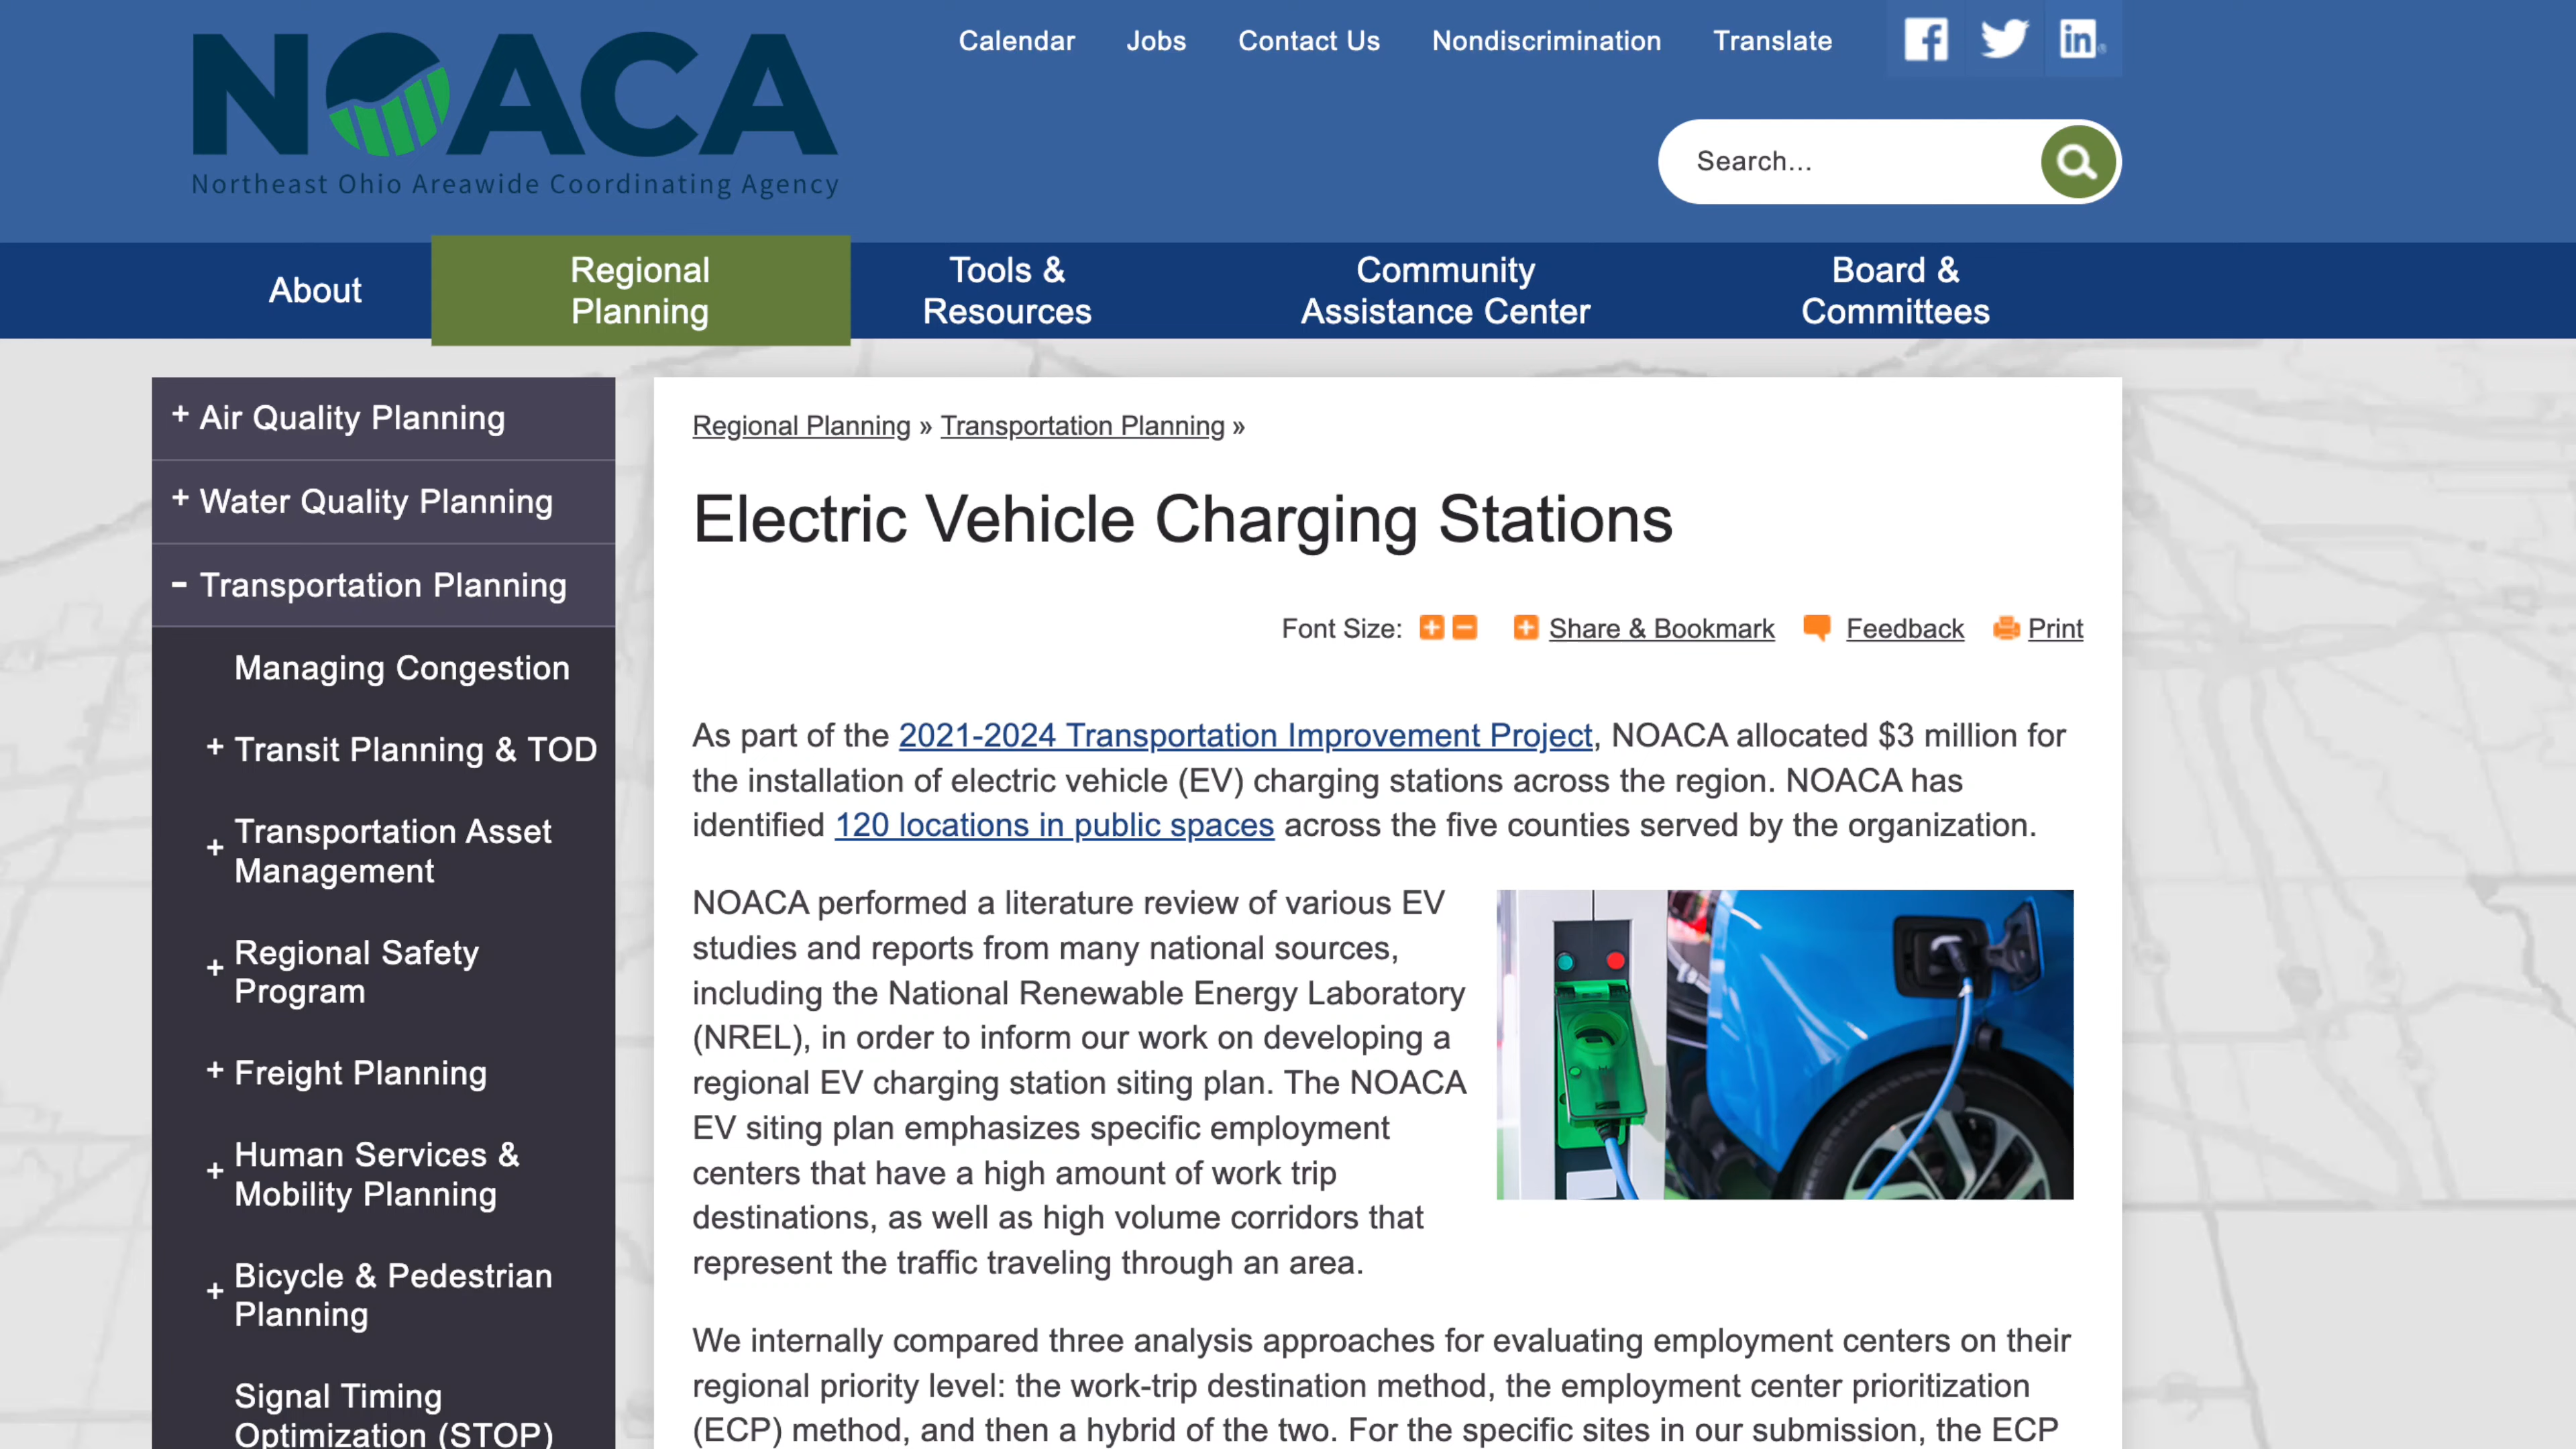 NOACA
Northeast Ohio Areawide Coordinating Agency
Calendar
Jobs
Contact Us
Nondiscrimination
Translate
Search...
About
Regional
Planning
Tools &
Resources
Community
Assistance Center
Board &
Committees
+ Air Quality Planning
+ Water Quality Planning
- Transportation Planning
Managing Congestion
+ Transit Planning & TOD
+ Transportation Asset
Management
+ Regional Safety
Program
+ Freight Planning
+ Human Services &
Mobility Planning
+ Bicycle & Pedestrian
Planning
Signal Timing
Optimization (STOP)
Regional Planning » Transportation Planning »
Electric Vehicle Charging Stations
Font Size: + - + Share & Bookmark Feedback Print
As part of the 2021-2024 Transportation Improvement Project, NOACA allocated $3 million for
the installation of electric vehicle (EV) charging stations across the region. NOACA has
identified 120 locations in public spaces across the five counties served by the organization.
NOACA performed a literature review of various EV
studies and reports from many national sources,
including the National Renewable Energy Laboratory
(NREL), in order to inform our work on developing a
regional EV charging station siting plan. The NOACA
EV siting plan emphasizes specific employment
centers that have a high amount of work trip
destinations, as well as high volume corridors that
represent the traffic traveling through an area.
We internally compared three analysis approaches for evaluating employment centers on their
regional priority level: the work-trip destination method, the employment center prioritization
(ECP) method, and then a hybrid of the two. For the specific sites in our submission, the ECP